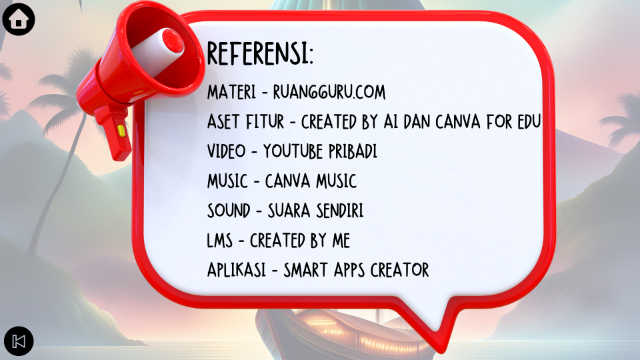 REFERENSI:
MATERI - RUANGGURU.COM
ASET FITUR - CREATED BY AI DAN CANVA FOR EDU
VIDEO - YOUTUBE PRIBADI
MUSIC - CANVA MUSIC
SOUND - SUARA SENDIRI
LMS - CREATED BY ME
APLIKASI - SMART APPS CREATOR